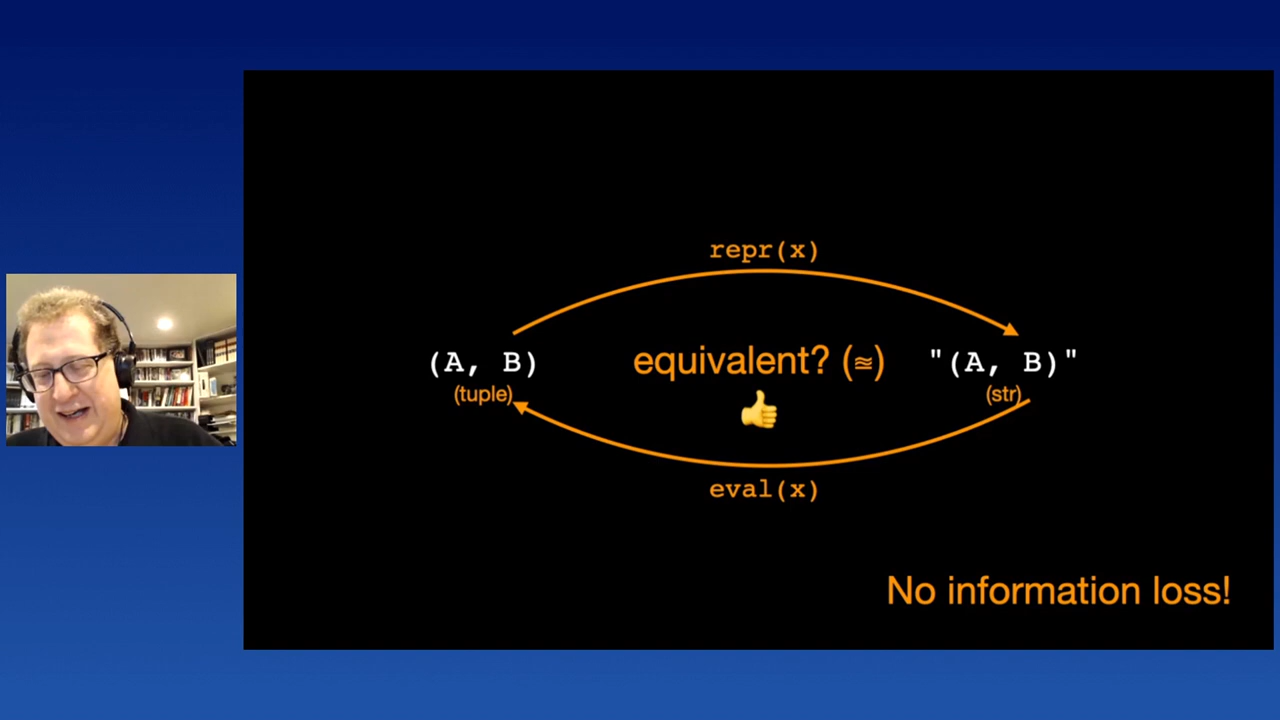 repr(x)
(A, B) equivalent? (≊) "(A, B)"
(tuple) (str)
eval(x)
No information loss!